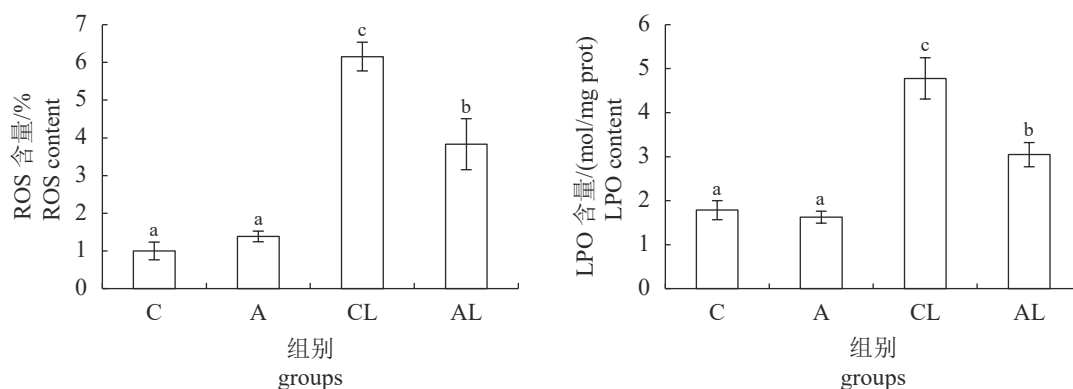 ROS 含量/%
ROS content
7
6
5
4
3
2
1
0
a
a
c
b
C
A
CL
AL
组别
groups
LPO 含量/(mol/mg prot)
LPO content
6
5
4
3
2
1
0
a
a
c
b
C
A
CL
AL
组别
groups